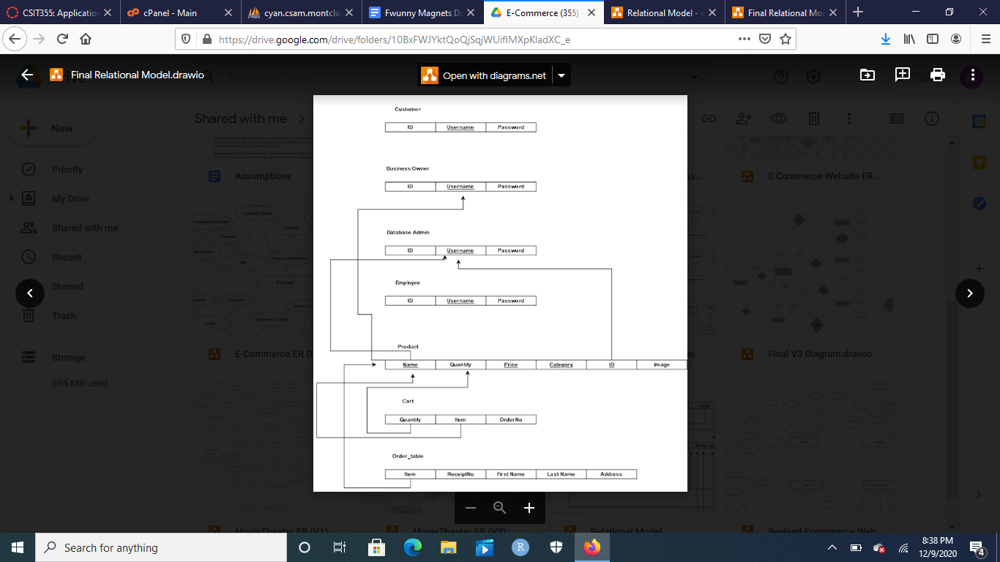 CSIT355: Application
cPanel - Main
cyan.csam.montcla
Fwunny Magnets D
E-Commerce (355)
Relational Model -
Final Relational Mo
https://drive.google.com/drive/folders/10BxFWJYktQoQjSqjWUifIMXpKladXC_e
Final Relational Model.drawio
Search in Drive
Open with diagrams.net
New
Shared with me
Priority
My Drive
Shared with me
Recent
Starred
Trash
Storage
695 MB used
Assumptions
E Commerce Website ER ...
E-Commerce ER D
Final V3 Diagram.drawio
MovieTheater ER (V1)
MovieTheater ER (V3)
Relational Model
Revised Ecommerce Web
Customer
ID Username Password
Business Owner
ID Username Password
Database Admin
ID Username Password
Employee
ID Username Password
Product
Name Quantity Price Category ID Image
Cart
Quantity Item OrderNo
Order_table
Item ReceiptNo First Name Last Name Address
Search for anything
R
8:38 PM
12/9/2020
4